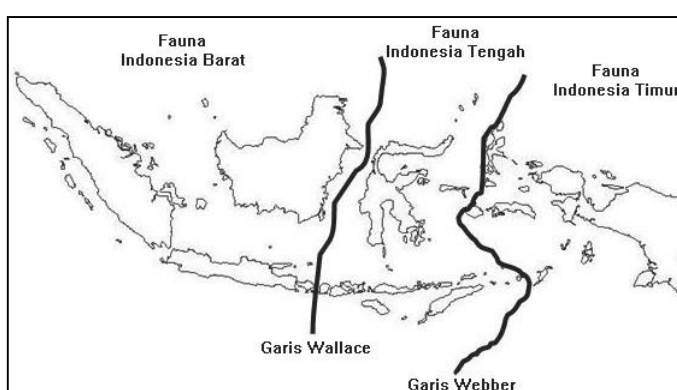 Fauna
Indonesia Barat
Fauna
Indonesia Tengah
Fauna
Indonesia Timur
Garis Wallace
Garis Webber